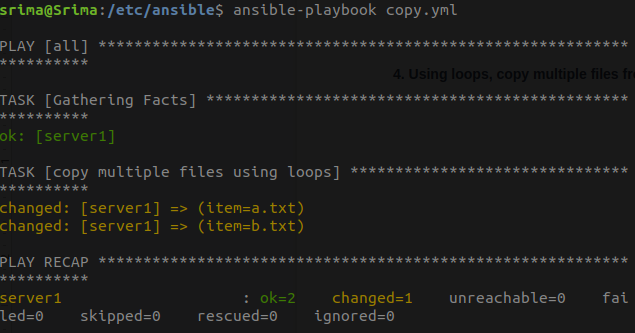 srima@Srima:/etc/ansible$ ansible-playbook copy.yml
PLAY [all] ***********************************************************
**********
4. Using loops, copy multiple files fr
TASK [Gathering Facts] ***********************************************
**********
ok: [server1]
TASK [copy multiple files using loops] *******************************
**********
changed: [server1] => (item=a.txt)
changed: [server1] => (item=b.txt)
PLAY RECAP ***********************************************************
**********
server1                    : ok=2    changed=1    unreachable=0    fai
led=0    skipped=0    rescued=0    ignored=0